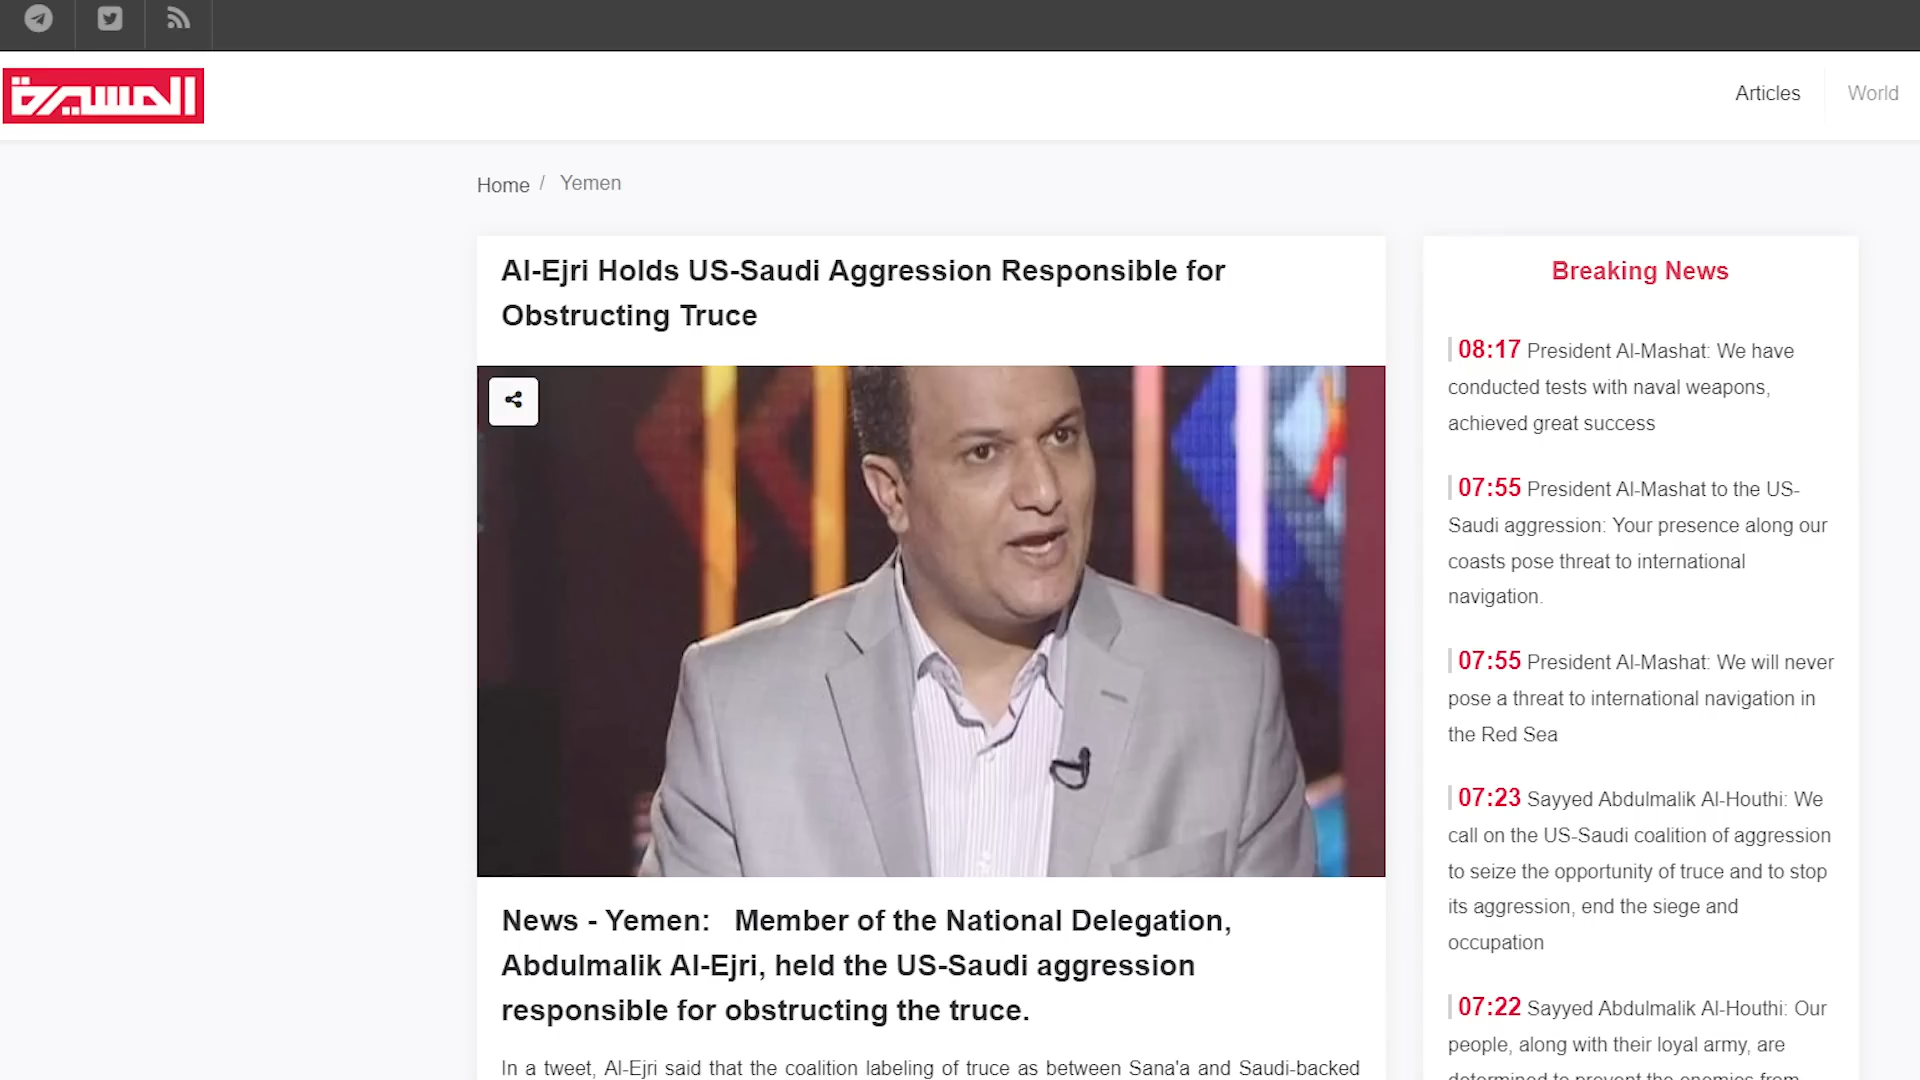 المسيرة
Articles
World
Home / Yemen
Al-Ejri Holds US-Saudi Aggression Responsible for
Obstructing Truce
News - Yemen: Member of the National Delegation,
Abdulmalik Al-Ejri, held the US-Saudi aggression
responsible for obstructing the truce.
In a tweet, Al-Ejri said that the coalition labeling of truce as between Sana'a and Saudi-backed
Breaking News
08:17 President Al-Mashat: We have
conducted tests with naval weapons,
achieved great success
07:55 President Al-Mashat to the US-
Saudi aggression: Your presence along our
coasts pose threat to international
navigation.
07:55 President Al-Mashat: We will never
pose a threat to international navigation in
the Red Sea
07:23 Sayyed Abdulmalik Al-Houthi: We
call on the US-Saudi coalition of aggression
to seize the opportunity of truce and to stop
its aggression, end the siege and
occupation
07:22 Sayyed Abdulmalik Al-Houthi: Our
people, along with their loyal army, are
determined to prevent the enemies from